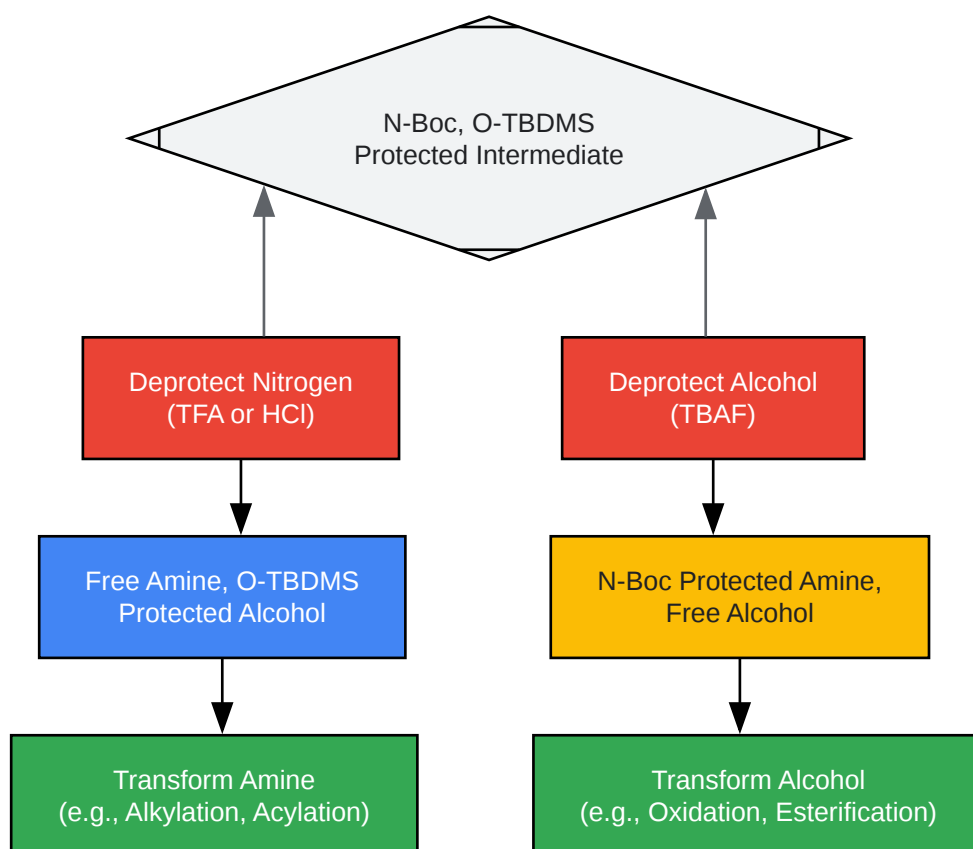 N-Boc, O-TBDMS
Protected Intermediate
Deprotect Nitrogen
(TFA or HCl)
Deprotect Alcohol
(TBAF)
Free Amine, O-TBDMS
Protected Alcohol
N-Boc Protected Amine,
Free Alcohol
Transform Amine
(e.g., Alkylation, Acylation)
Transform Alcohol
(e.g., Oxidation, Esterification)